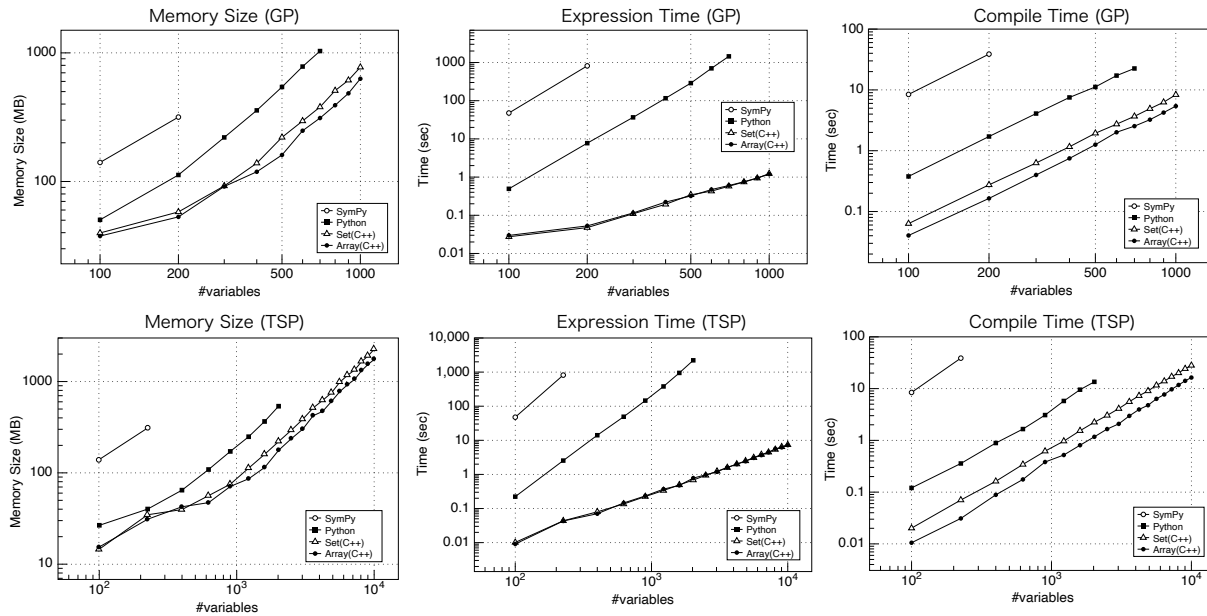 Memory Size (GP)
Memory Size (MB)
1000
100
SymPy
Python
Set(C++)
Array(C++)
100
200
500
1000
#variables
Expression Time (GP)
Time (sec)
1000
100
10
1
0.1
0.01
SymPy
Python
Set(C++)
Array(C++)
100
200
500
1000
#variables
Compile Time (GP)
Time (sec)
100
10
1
0.1
SymPy
Python
Set(C++)
Array(C++)
100
200
500
1000
#variables
Memory Size (TSP)
Memory Size (MB)
1000
100
10
SymPy
Python
Set(C++)
Array(C++)
10²
10³
10⁴
#variables
Expression Time (TSP)
Time (sec)
10,000
1,000
100
10
1
0.1
0.01
SymPy
Python
Set(C++)
Array(C++)
10²
10³
10⁴
#variables
Compile Time (TSP)
Time (sec)
100
10
1
0.1
0.01
SymPy
Python
Set(C++)
Array(C++)
10²
10³
10⁴
#variables